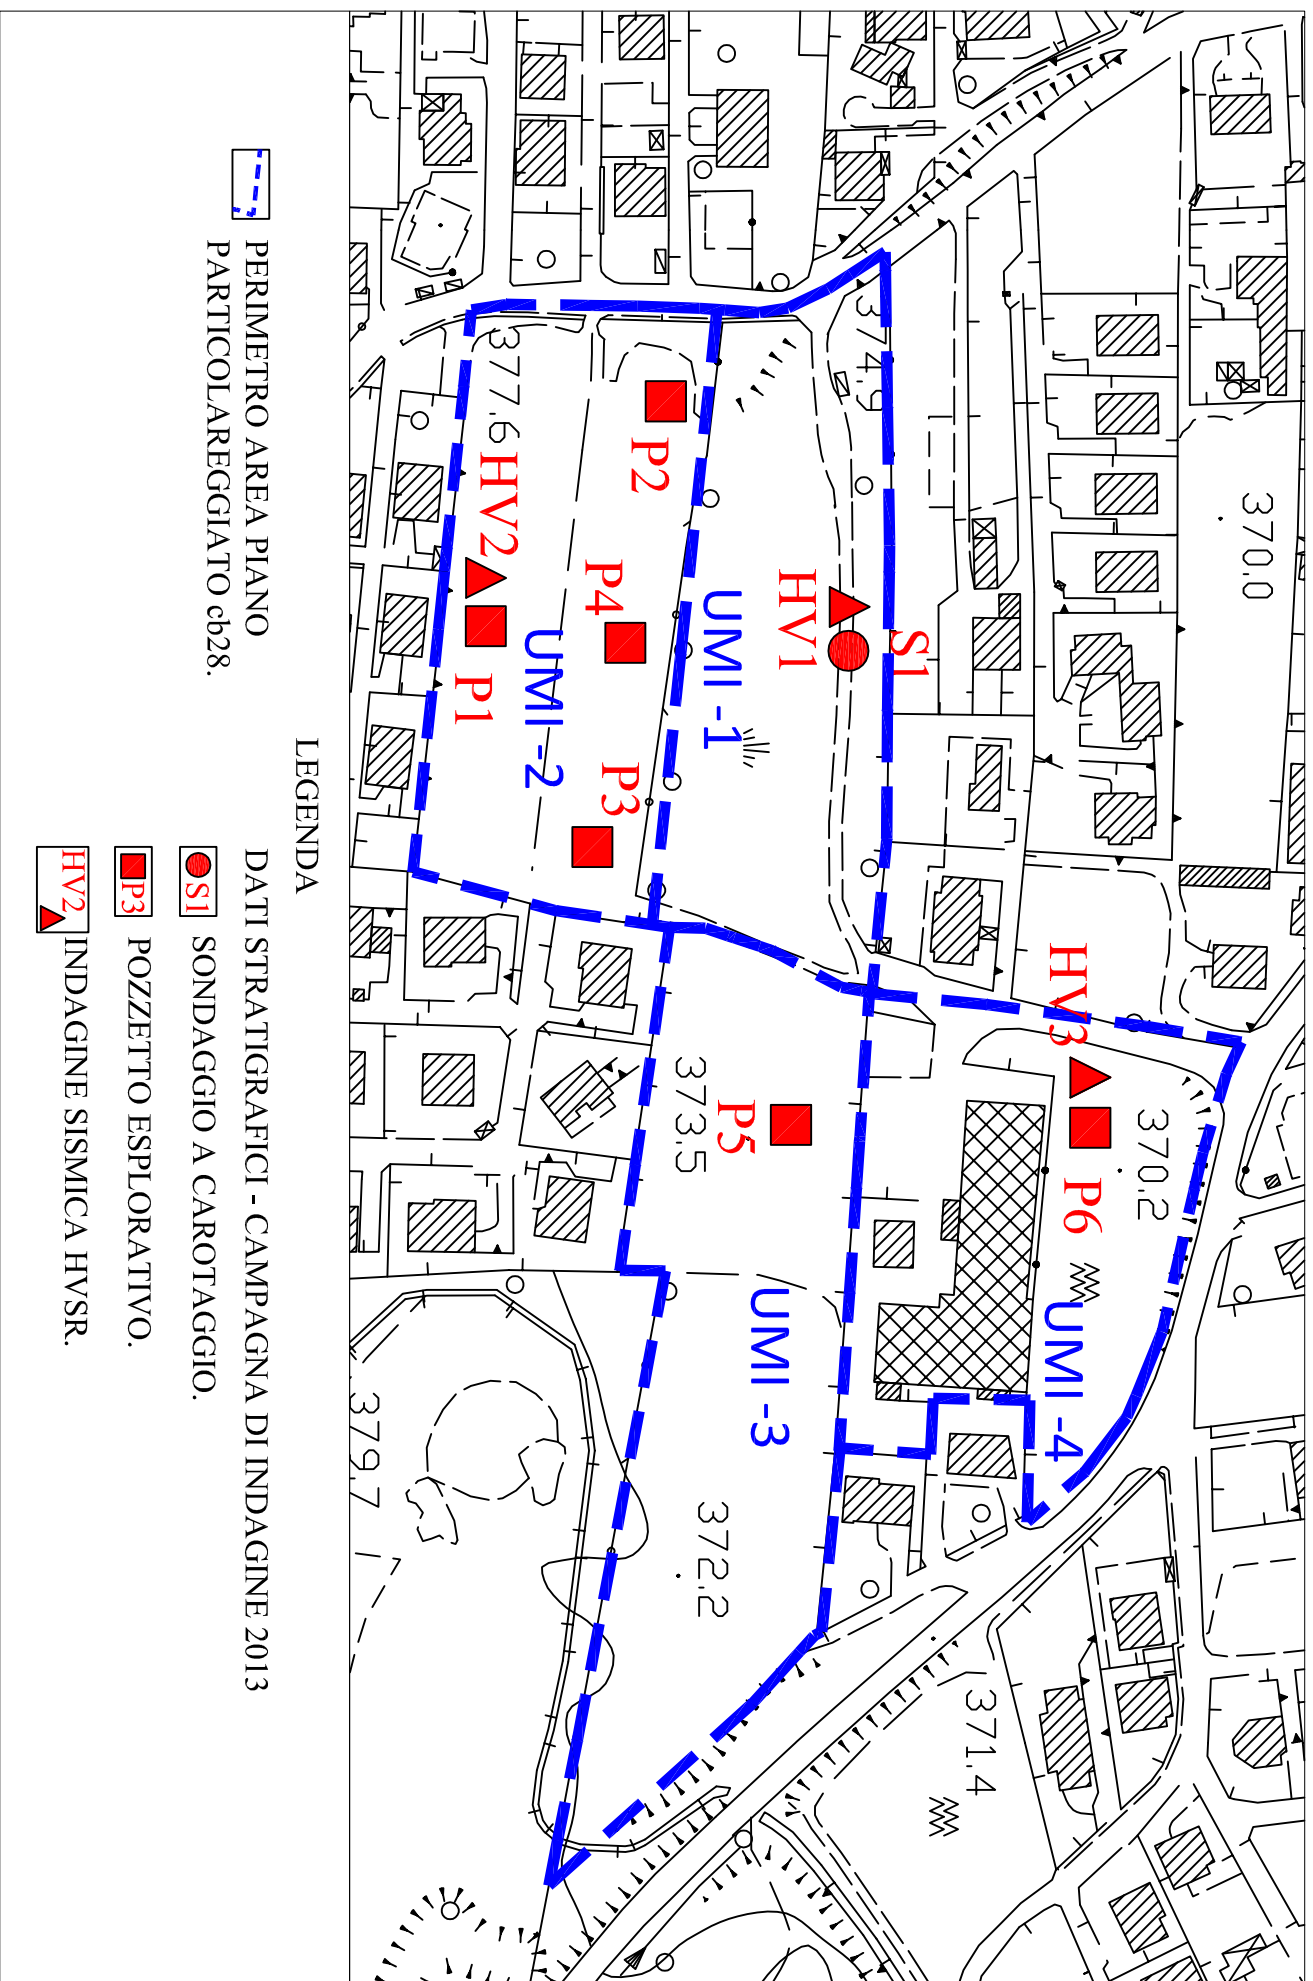 370.0
370.2
HV3
P6
UMI -4
371.4
S1
HV1
UMI -3
P5
UMI -1
372.2
373.5
P2
P3
P4
UMI -2
377.6
HV2
P1
379.7
LEGENDA
PERIMETRO AREA PIANO
PARTICOLAREGGIATO cb28.
DATI STRATIGRAFICI - CAMPAGNA DI INDAGINE 2013
S1 SONDAGGIO A CAROTAGGIO.
P3 POZZETTO ESPLORATIVO.
HV2 INDAGINE SISMICA HVSR.